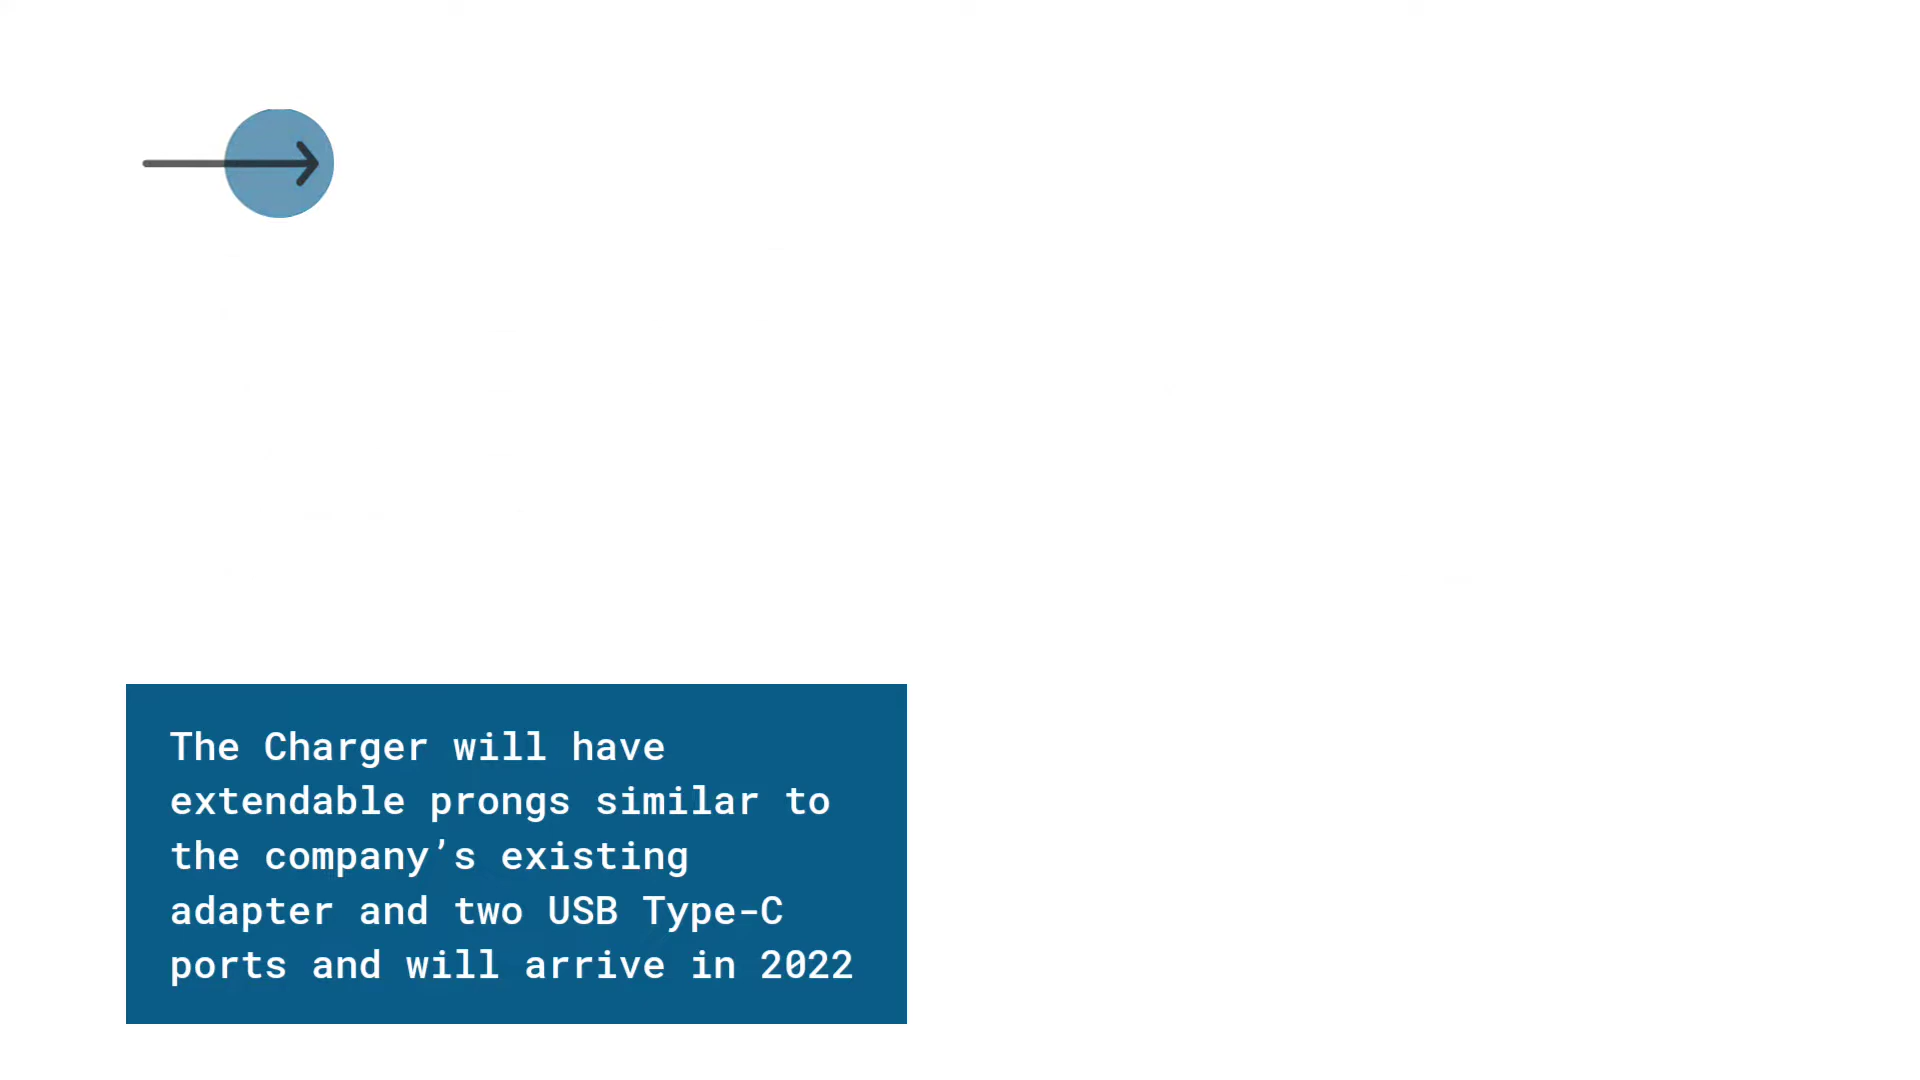 The Charger will have
extendable prongs similar to
the company’s existing
adapter and two USB Type-C
ports and will arrive in 2022